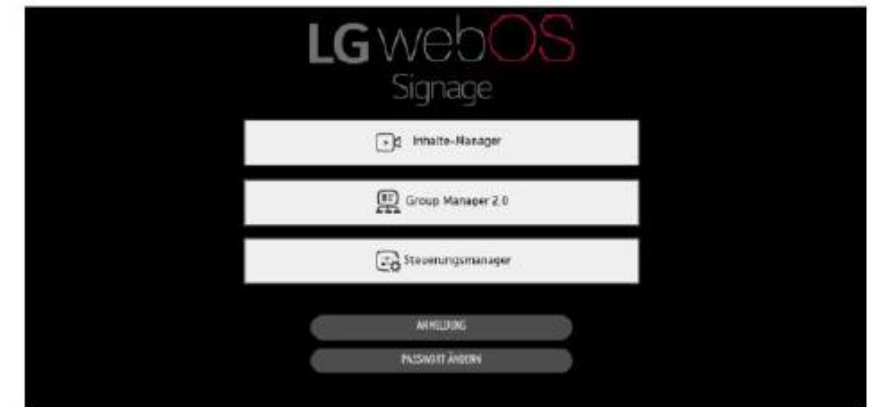 LG webOS
Signage
Inhalte-Manager
Group Manager 2.0
Steuerungsmanager
ANMELDUNG
PASSWORT ÄNDERN